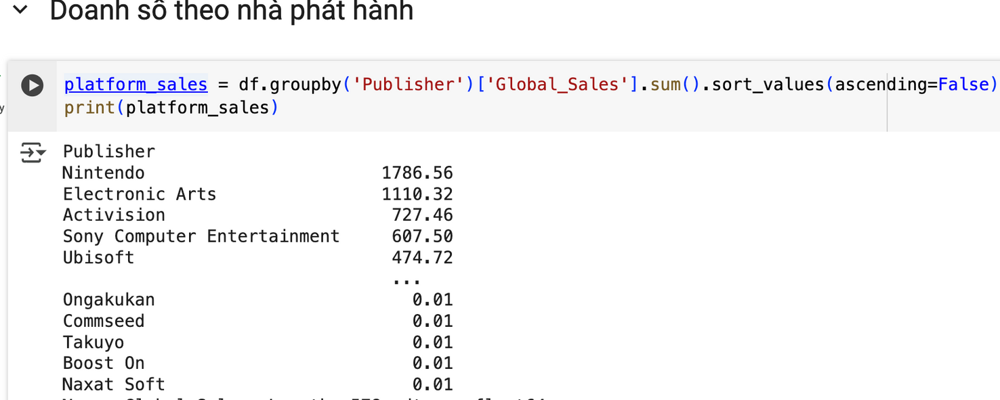 Doanh số theo nhà phát hành
platform_sales = df.groupby('Publisher')['Global_Sales'].sum().sort_values(ascending=False)
print(platform_sales)
Publisher
Nintendo 1786.56
Electronic Arts 1110.32
Activision 727.46
Sony Computer Entertainment 607.50
Ubisoft 474.72
...
Ongakukan 0.01
Commseed 0.01
Takuyo 0.01
Boost On 0.01
Naxat Soft 0.01